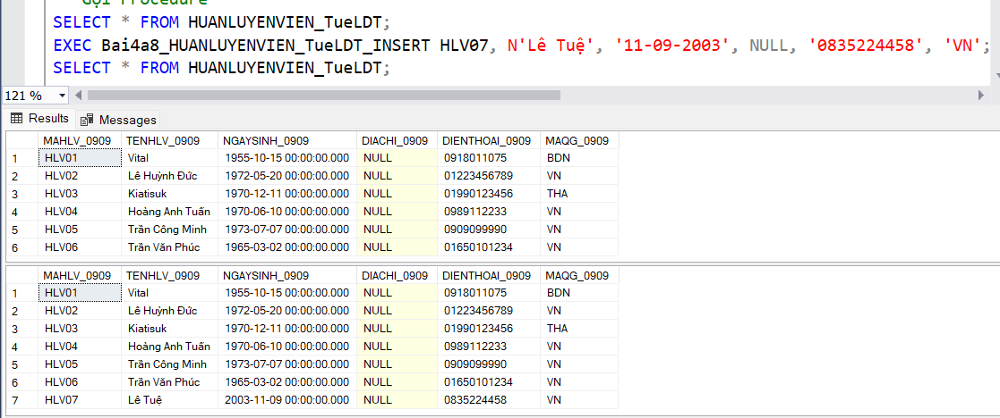 Gọi Procedure
SELECT * FROM HUANLUYENVIEN_TueLDT;
EXEC Bai4a8_HUANLUYENVIEN_TueLDT_INSERT HLV07, N'Lê Tuệ', '11-09-2003', NULL, '0835224458', 'VN';
SELECT * FROM HUANLUYENVIEN_TueLDT;
121 %
Results Messages
MAHLV_0909 TENHLV_0909 NGAYSINH_0909 DIACHI_0909 DIENTHOAI_0909 MAQG_0909
1 HLV01 Vital 1955-10-15 00:00:00.000 NULL 0918011075 BDN
2 HLV02 Lê Huỳnh Đức 1972-05-20 00:00:00.000 NULL 01223456789 VN
3 HLV03 Kiatisuk 1970-12-11 00:00:00.000 NULL 01990123456 THA
4 HLV04 Hoàng Anh Tuấn 1970-06-10 00:00:00.000 NULL 0989112233 VN
5 HLV05 Trần Công Minh 1973-07-07 00:00:00.000 NULL 0909099990 VN
6 HLV06 Trần Văn Phúc 1965-03-02 00:00:00.000 NULL 01650101234 VN
MAHLV_0909 TENHLV_0909 NGAYSINH_0909 DIACHI_0909 DIENTHOAI_0909 MAQG_0909
1 HLV01 Vital 1955-10-15 00:00:00.000 NULL 0918011075 BDN
2 HLV02 Lê Huỳnh Đức 1972-05-20 00:00:00.000 NULL 01223456789 VN
3 HLV03 Kiatisuk 1970-12-11 00:00:00.000 NULL 01990123456 THA
4 HLV04 Hoàng Anh Tuấn 1970-06-10 00:00:00.000 NULL 0989112233 VN
5 HLV05 Trần Công Minh 1973-07-07 00:00:00.000 NULL 0909099990 VN
6 HLV06 Trần Văn Phúc 1965-03-02 00:00:00.000 NULL 01650101234 VN
7 HLV07 Lê Tuệ 2003-11-09 00:00:00.000 NULL 0835224458 VN